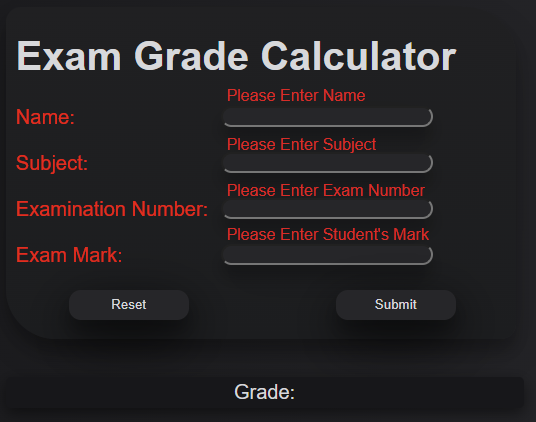 Exam Grade Calculator
Please Enter Name
Name:
Please Enter Subject
Subject:
Please Enter Exam Number
Examination Number:
Please Enter Student's Mark
Exam Mark:
Reset Submit
Grade: